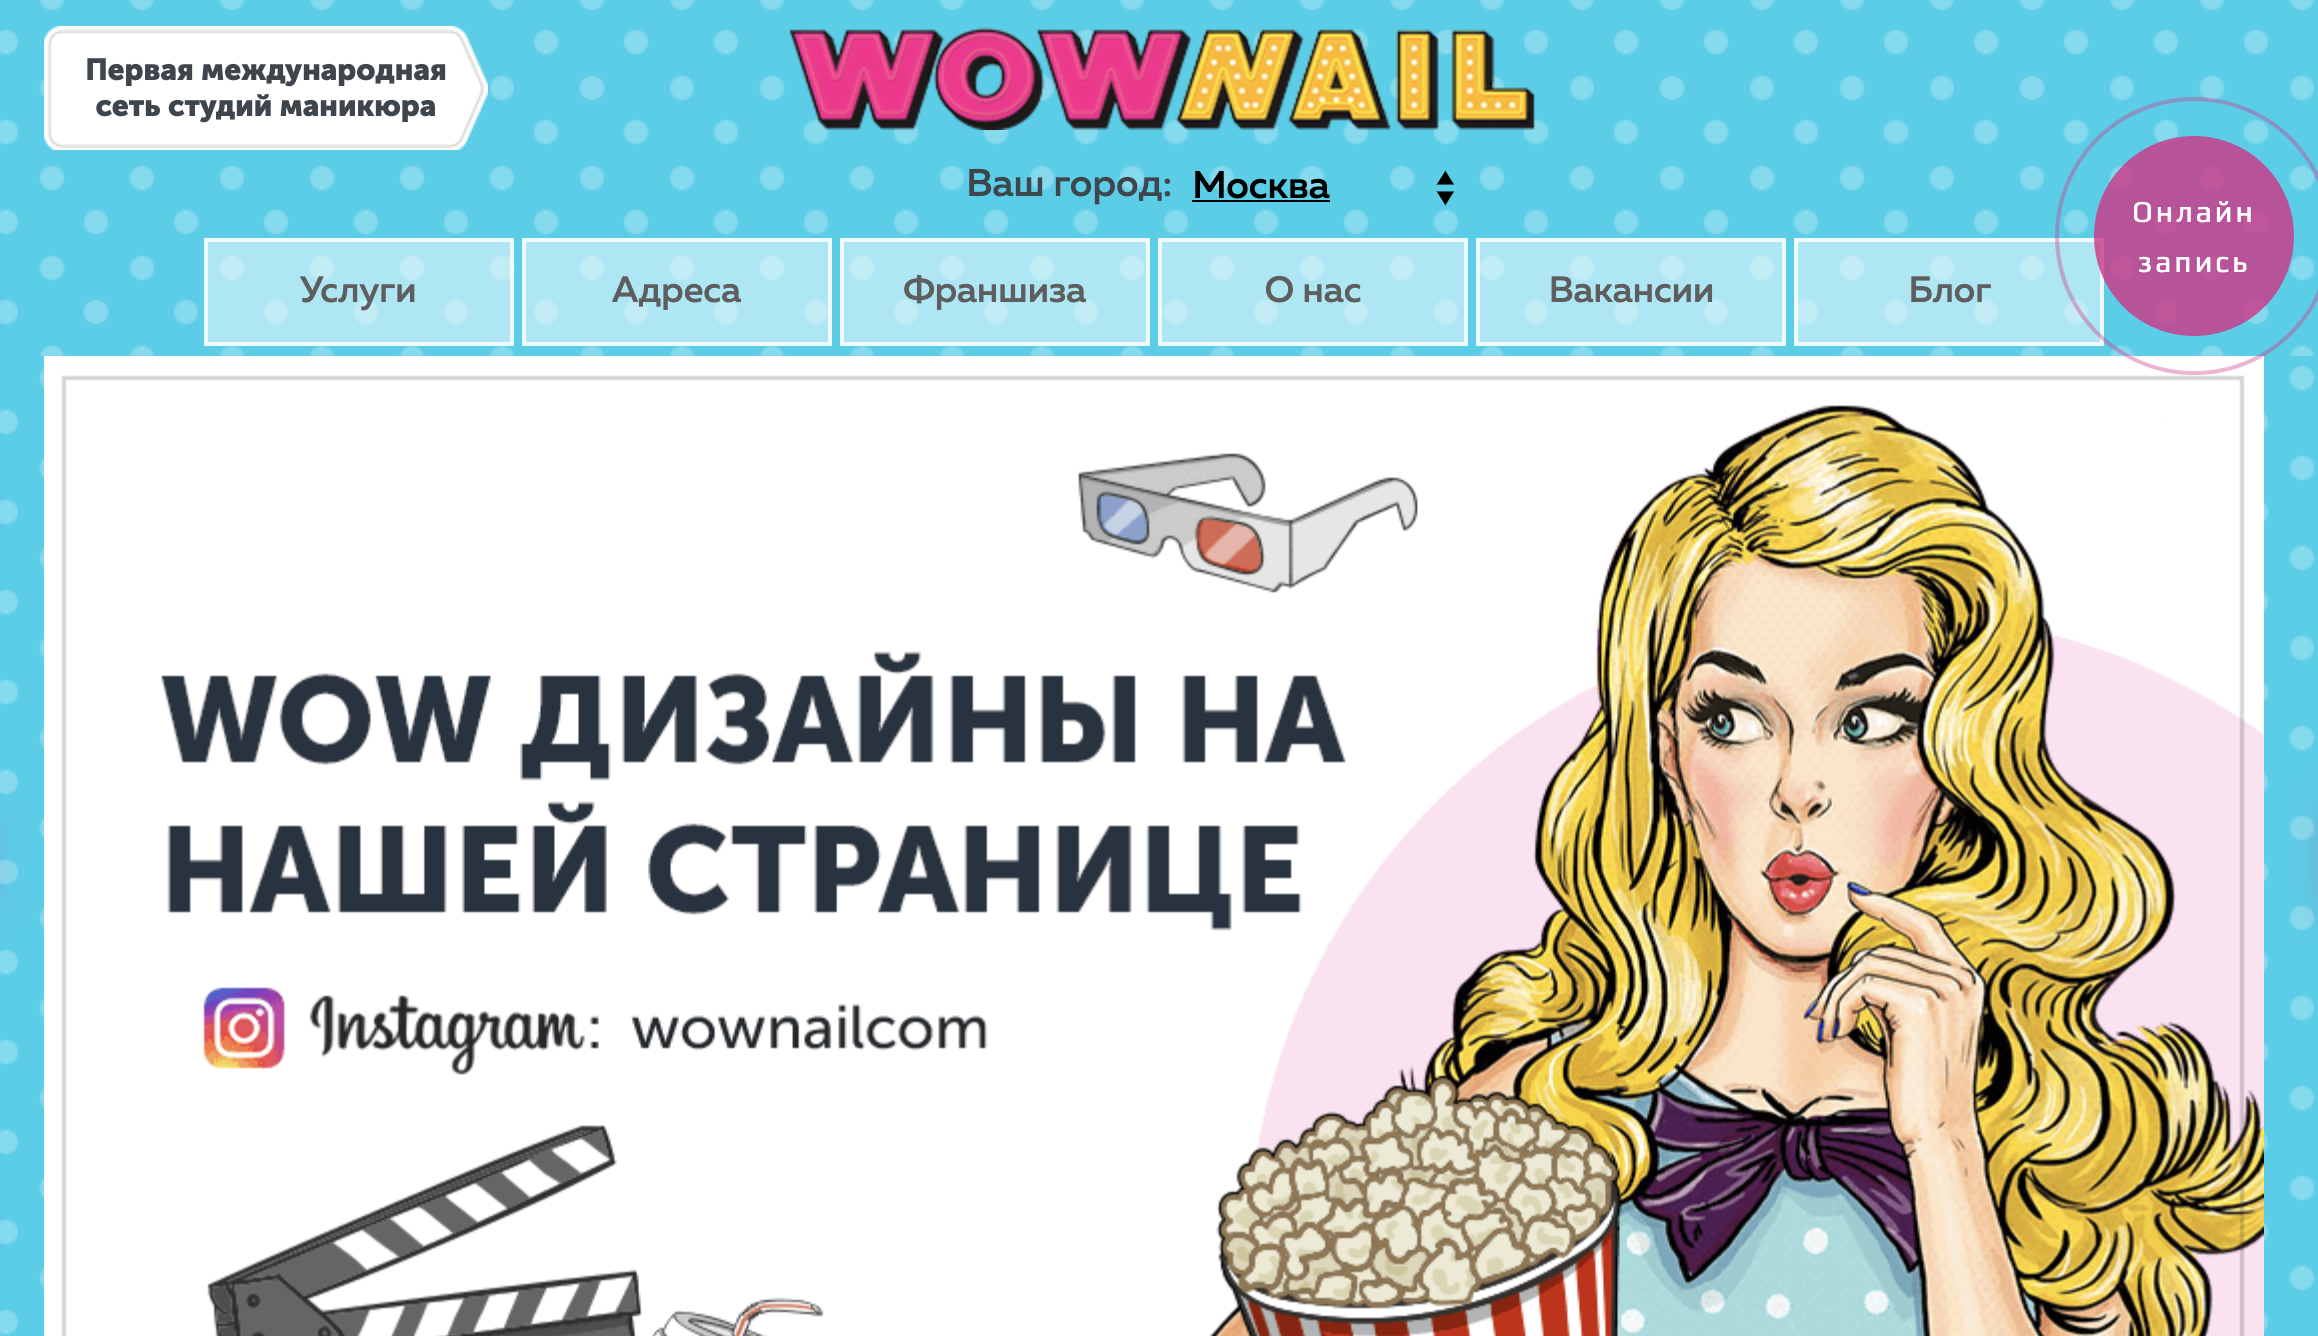 Первая международная
сеть студий маникюра
WOWNAIL
Ваш город: Москва
Онлайн
запись
Услуги
Адреса
Франшиза
О нас
Вакансии
Блог
WOW ДИЗАЙНЫ НА
НАШЕЙ СТРАНИЦЕ
Instagram: wownailcom